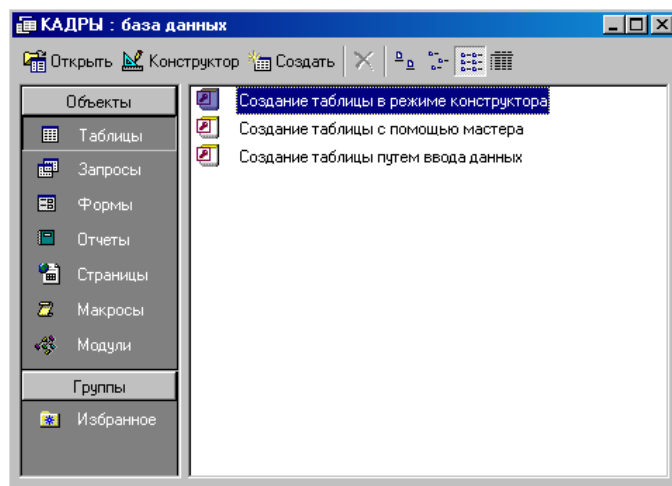 КАДРЫ : база данных
Открыть Конструктор Создать
Объекты
Таблицы
Запросы
Формы
Отчеты
Страницы
Макросы
Модули
Группы
Избранное
Создание таблицы в режиме конструктора
Создание таблицы с помощью мастера
Создание таблицы путем ввода данных